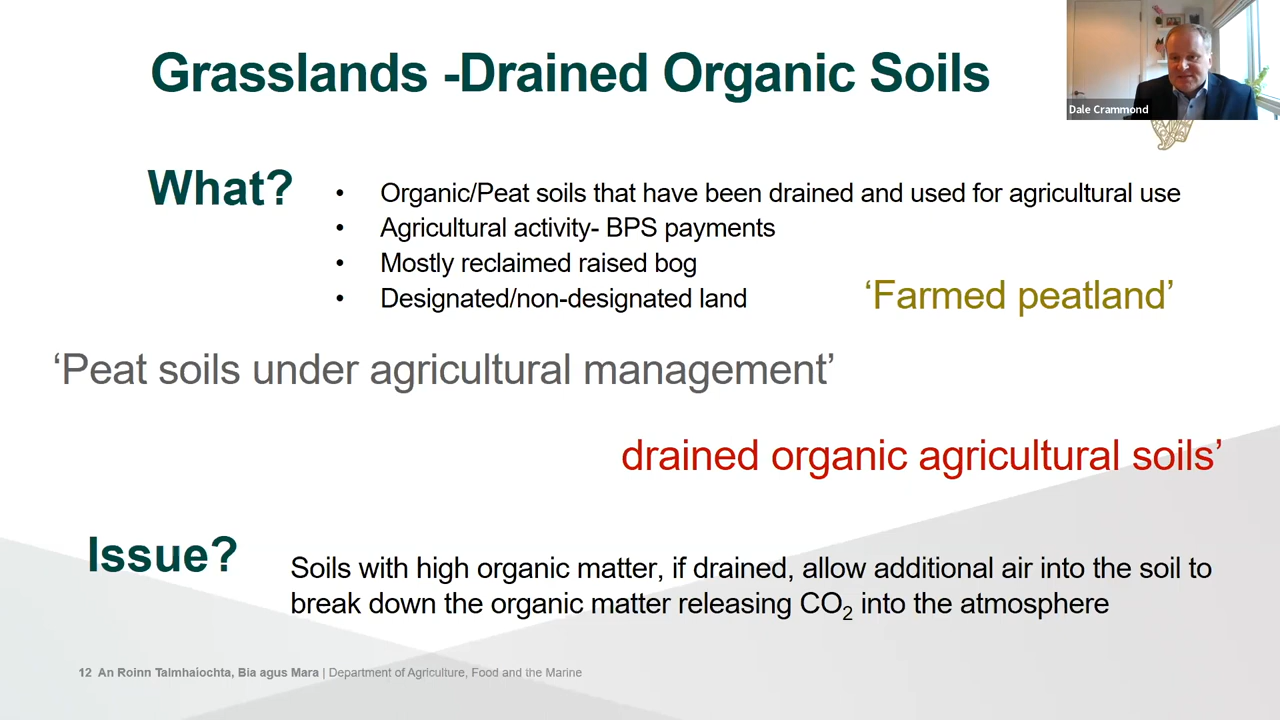 Grasslands -Drained Organic Soils
Dale Crammond
What?
• Organic/Peat soils that have been drained and used for agricultural use
• Agricultural activity- BPS payments
• Mostly reclaimed raised bog
• Designated/non-designated land
‘Farmed peatland’
‘Peat soils under agricultural management’
drained organic agricultural soils’
Issue?
Soils with high organic matter, if drained, allow additional air into the soil to
break down the organic matter releasing CO₂ into the atmosphere
12 An Roinn Talmhaíochta, Bia agus Mara | Department of Agriculture, Food and the Marine